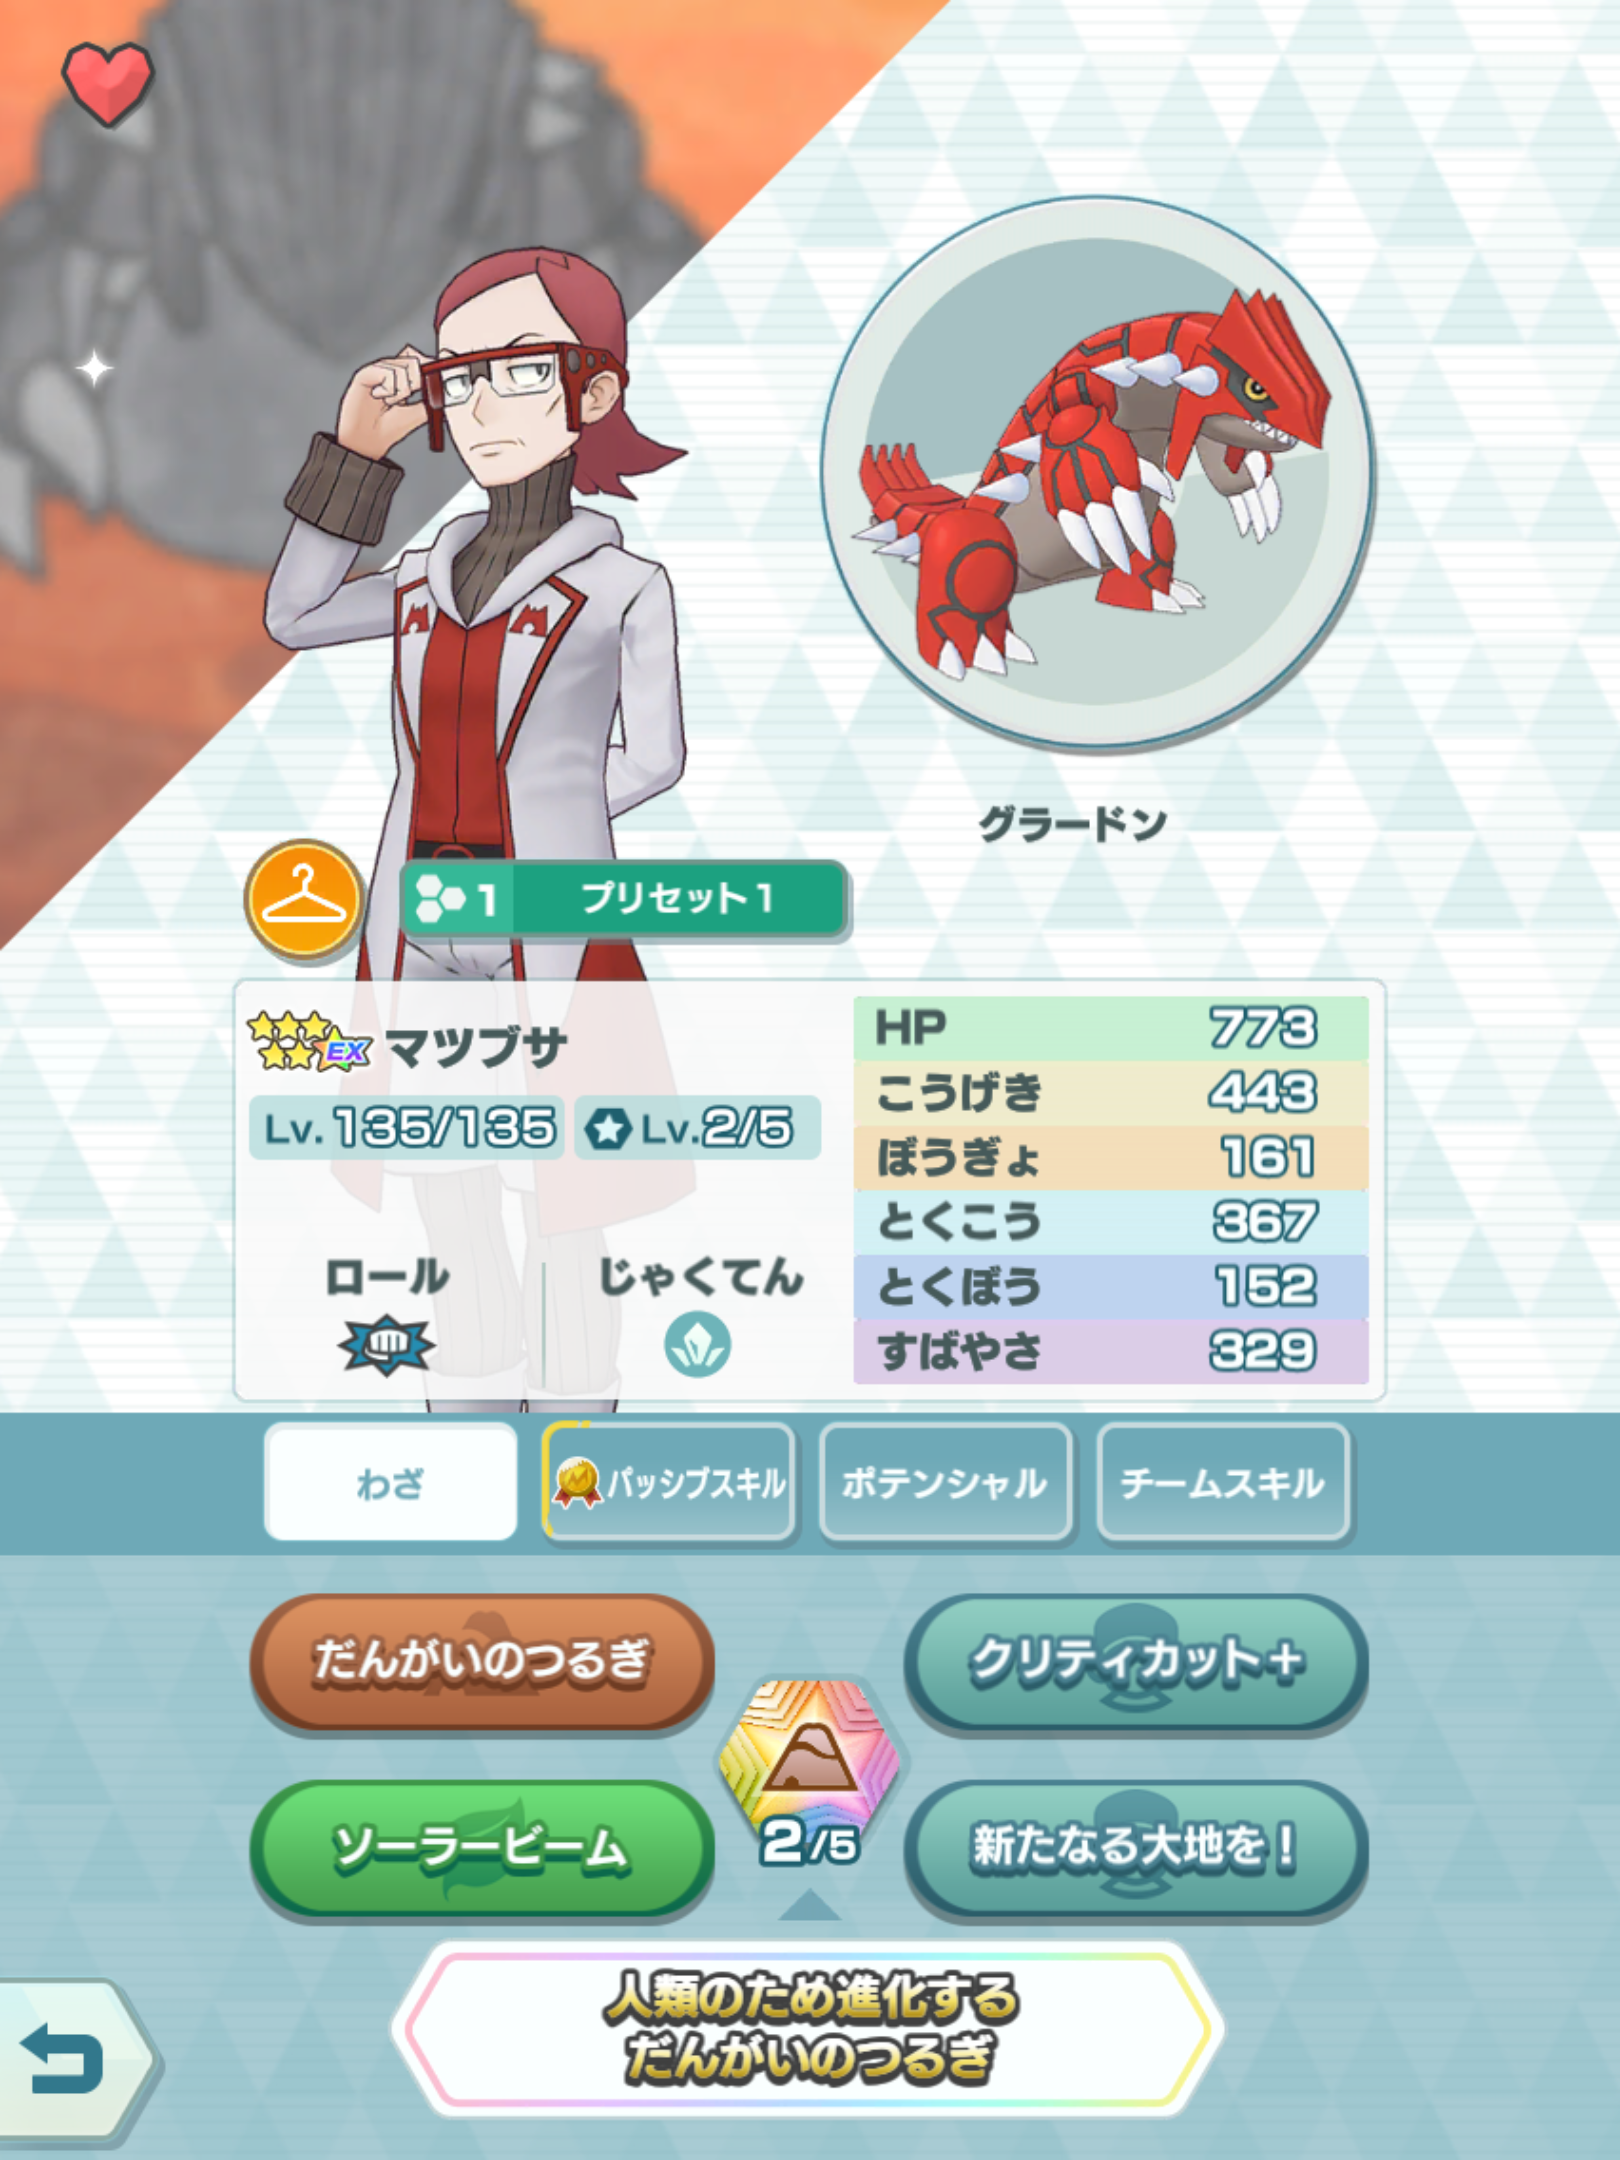 グラードン
1 プリセット1
EX マツブサ
Lv.135/135 Lv.2/5
ロール じゃくてん
HP 773
こうげき 443
ぼうぎょ 161
とくこう 367
とくぼう 152
すばやさ 329
わざ パッシブスキル ポテンシャル チームスキル
だんがいのつるぎ クリティカット+
ソーラービーム 2/5 新たなる大地を!
人類のため進化する
だんがいのつるぎ